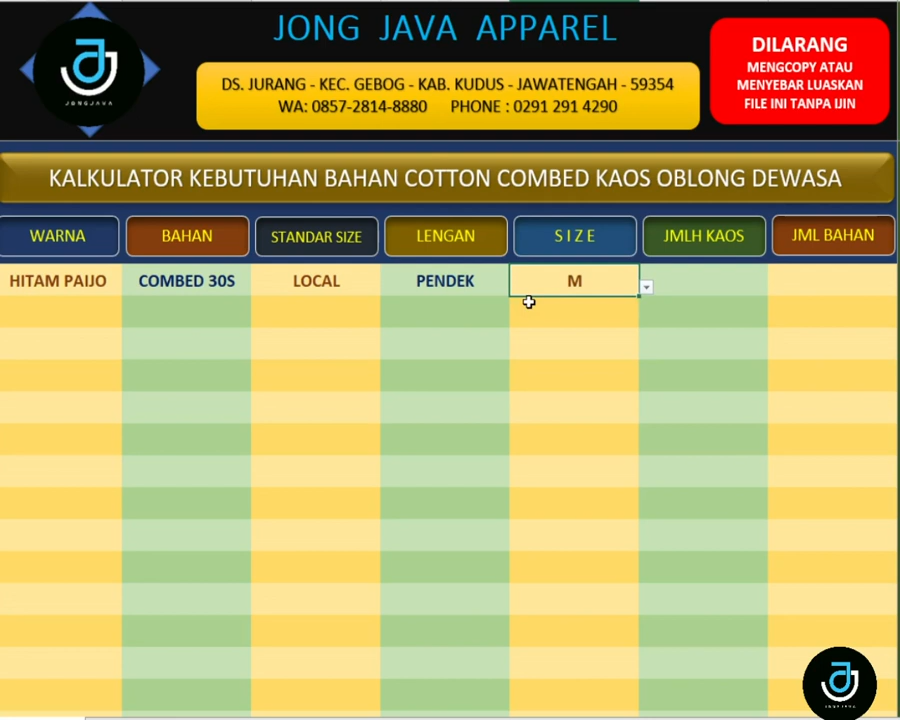 JONG JAVA APPAREL
DS. JURANG - KEC. GEBOG - KAB. KUDUS - JAWATENGAH - 59354
WA: 0857-2814-8880 PHONE : 0291 291 4290
DILARANG
MENGCOPY ATAU
MENYEBAR LUASKAN
FILE INI TANPA IJIN
JONGJAVA
KALKULATOR KEBUTUHAN BAHAN COTTON COMBED KAOS OBLONG DEWASA
WARNA BAHAN STANDAR SIZE LENGAN S I Z E JMLH KAOS JML BAHAN
HITAM PAIJO COMBED 30S LOCAL PENDEK M
JONGJAVA